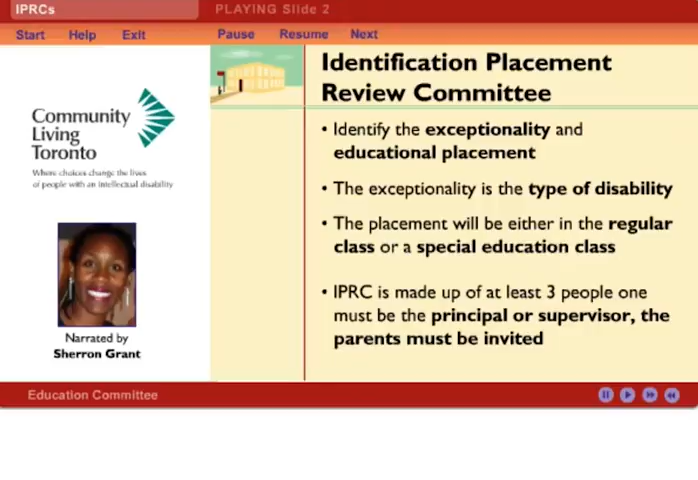 IPRCs
PLAYING Slide 2
Start Help Exit
Pause Resume Next
Community
Living
Toronto
Where choices change the lives
of people with an intellectual disability
Narrated by
Sherron Grant
Identification Placement
Review Committee
• Identify the exceptionality and
educational placement
• The exceptionality is the type of disability
• The placement will be either in the regular
class or a special education class
• IPRC is made up of at least 3 people one
must be the principal or supervisor, the
parents must be invited
Education Committee